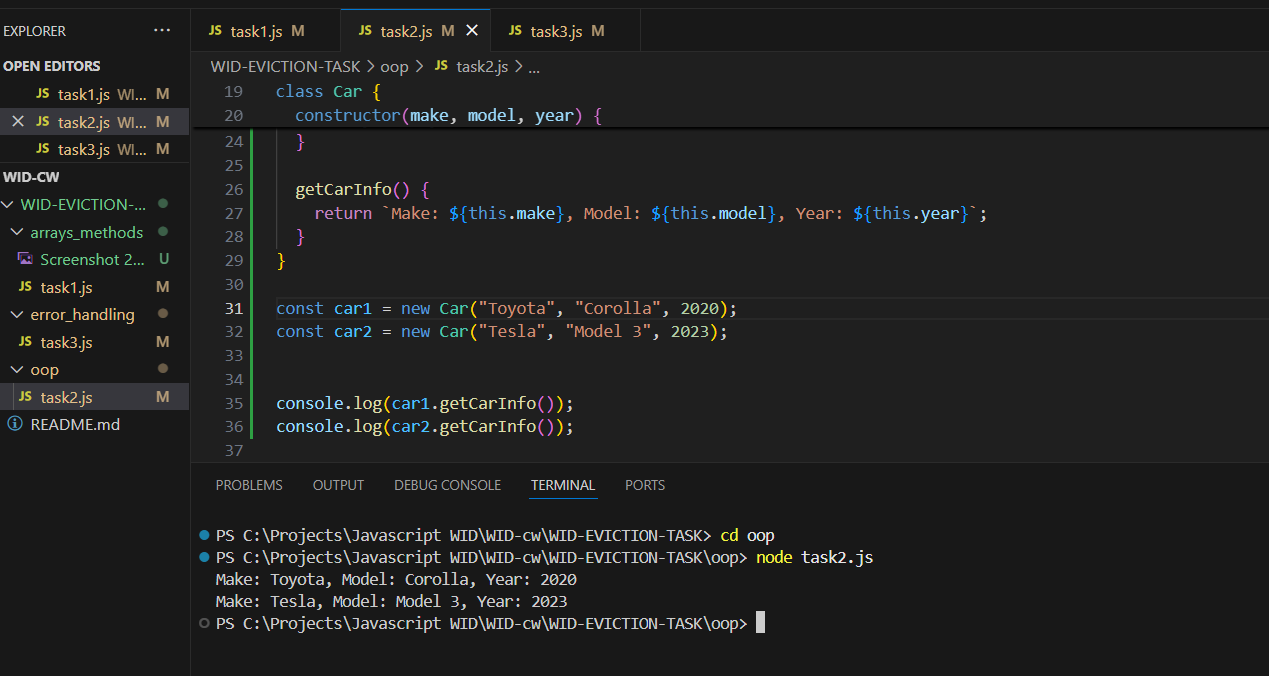 EXPLORER ...
OPEN EDITORS
JS task1.js WI... M
JS task2.js WI... M
JS task3.js WI... M
WID-CW
WID-EVICTION-...
arrays_methods
Screenshot 2... U
JS task1.js M
error_handling
JS task3.js M
oop
JS task2.js M
README.md
JS task1.js M JS task2.js M JS task3.js M
WID-EVICTION-TASK > oop > JS task2.js > ...
19 class Car {
20 constructor(make, model, year) {
24 }
25
26 getCarInfo() {
27 return `Make: ${this.make}, Model: ${this.model}, Year: ${this.year}`;
28 }
29 }
30
31 const car1 = new Car("Toyota", "Corolla", 2020);
32 const car2 = new Car("Tesla", "Model 3", 2023);
33
34
35 console.log(car1.getCarInfo());
36 console.log(car2.getCarInfo());
37
PROBLEMS OUTPUT DEBUG CONSOLE TERMINAL PORTS
PS C:\Projects\Javascript WID\WID-cw\WID-EVICTION-TASK> cd oop
PS C:\Projects\Javascript WID\WID-cw\WID-EVICTION-TASK\oop> node task2.js
Make: Toyota, Model: Corolla, Year: 2020
Make: Tesla, Model: Model 3, Year: 2023
PS C:\Projects\Javascript WID\WID-cw\WID-EVICTION-TASK\oop>